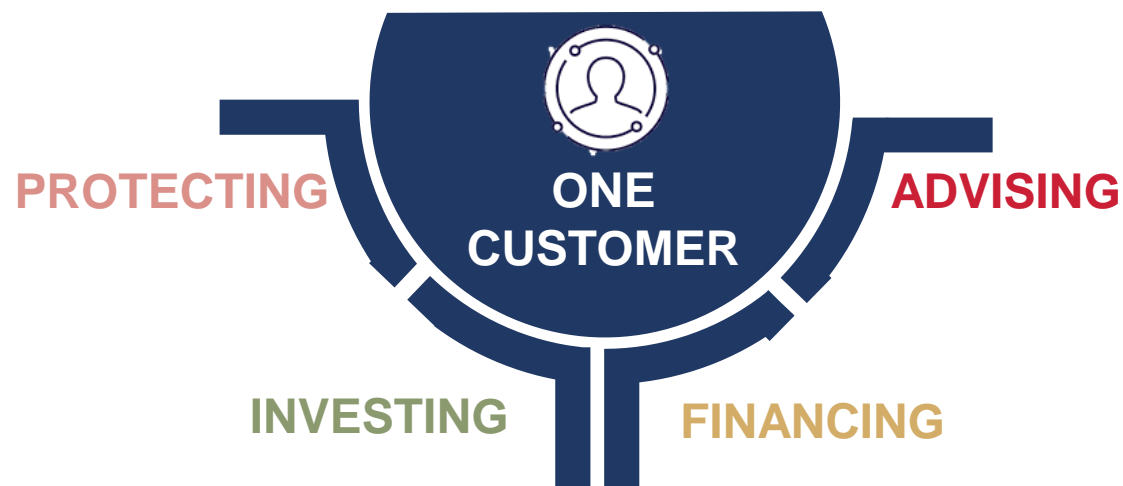 ONE
CUSTOMER
PROTECTING
ADVISING
INVESTING
FINANCING